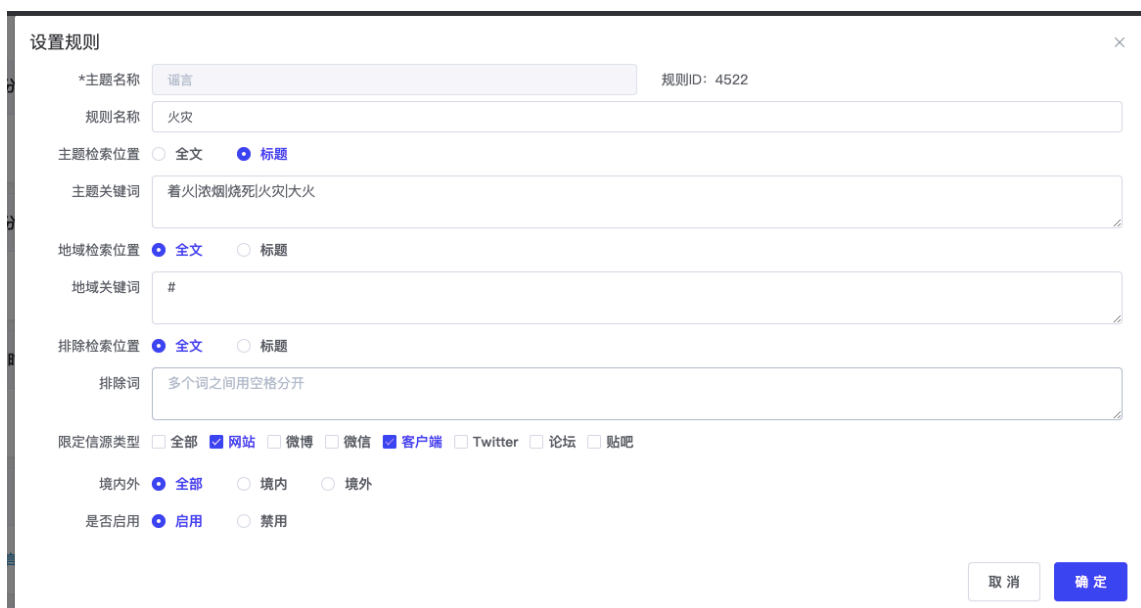 设置规则
*主题名称 谣言 规则ID：4522
规则名称 火灾
主题检索位置 全文 标题
主题关键词 着火|浓烟|烧死|火灾|大火
地域检索位置 全文 标题
地域关键词 #
排除检索位置 全文 标题
排除词 多个词之间用空格分开
限定信源类型 全部 网站 微博 微信 客户端 Twitter 论坛 贴吧
境内外 全部 境内 境外
是否启用 启用 禁用
取消 确定